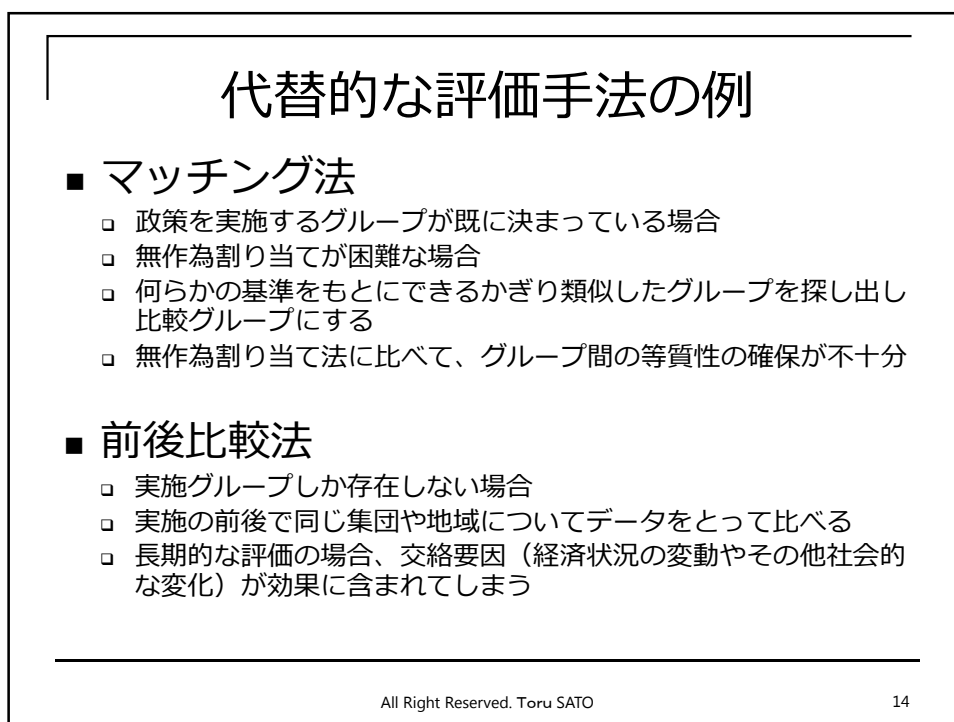 代替的な評価手法の例
■ マッチング法
□ 政策を実施するグループが既に決まっている場合
□ 無作為割り当てが困難な場合
□ 何らかの基準をもとにできるかぎり類似したグループを探し出し
比較グループにする
□ 無作為割り当て法に比べて、グループ間の等質性の確保が不十分
■ 前後比較法
□ 実施グループしか存在しない場合
□ 実施の前後で同じ集団や地域についてデータをとって比べる
□ 長期的な評価の場合、交絡要因（経済状況の変動やその他社会的
な変化）が効果に含まれてしまう
All Right Reserved. Toru SATO 14